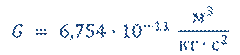 G = 6,754 · 10⁻¹¹ м³ / кг · с²